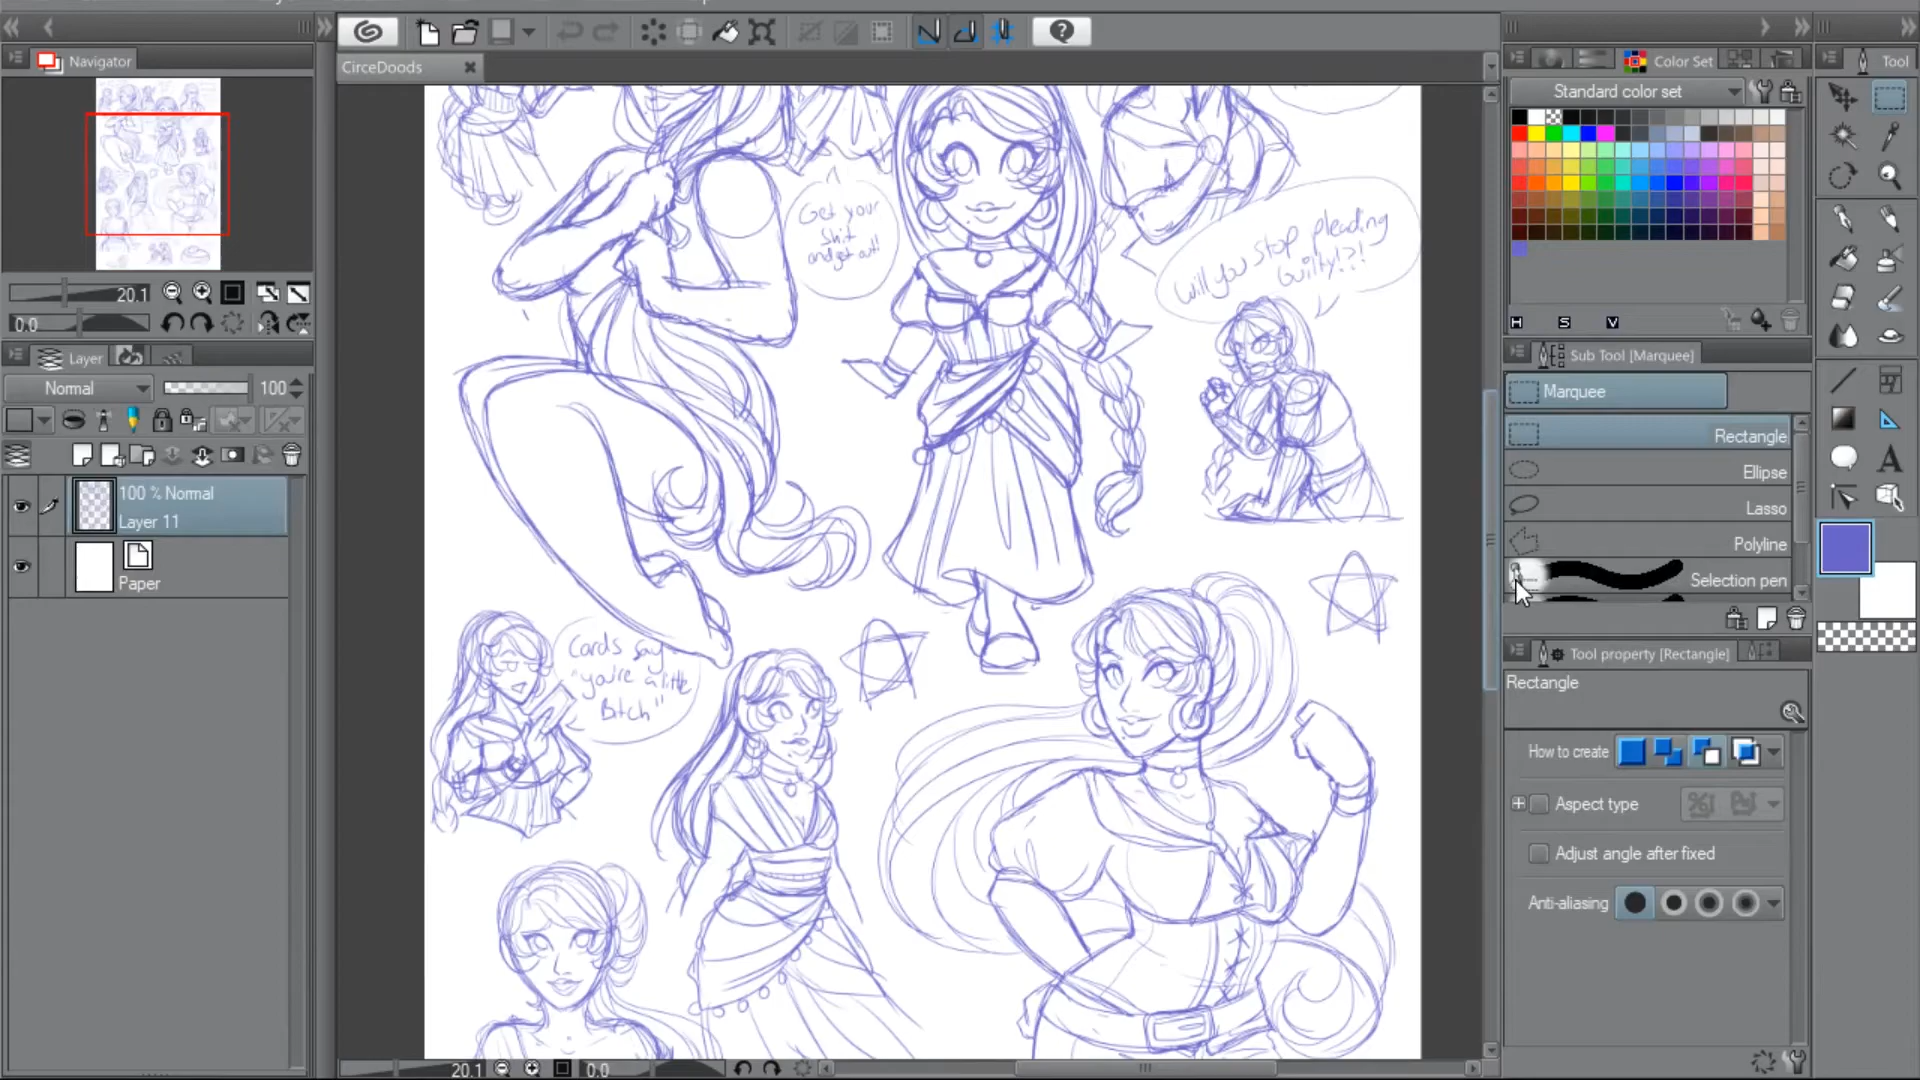 CirceDoods
Navigator
20.1
0.0
Layer
Normal
100
100 % Normal
Layer 11
Paper
Get your
Shit
and get out!
Will you stop pleading
Guilty!?!
Cards say
"you're a little
Bitch"
20.1
0.0
Color Set
Standard color set
H
S
V
Sub Tool [Marquee]
Marquee
Rectangle
Ellipse
Lasso
Polyline
Selection pen
Tool property [Rectangle]
Rectangle
How to create
Aspect type
Adjust angle after fixed
Anti-aliasing
Tool
A